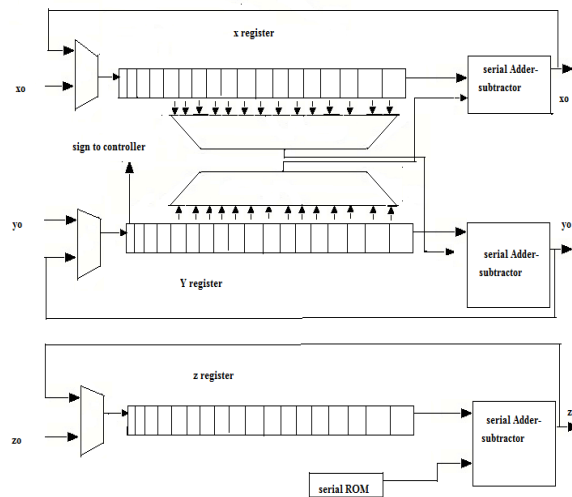 x register
serial Adder-
subtractor
xo
xo
sign to controller
yo
yo
serial Adder-
subtractor
Y register
z register
serial Adder-
subtractor
z
zo
serial ROM